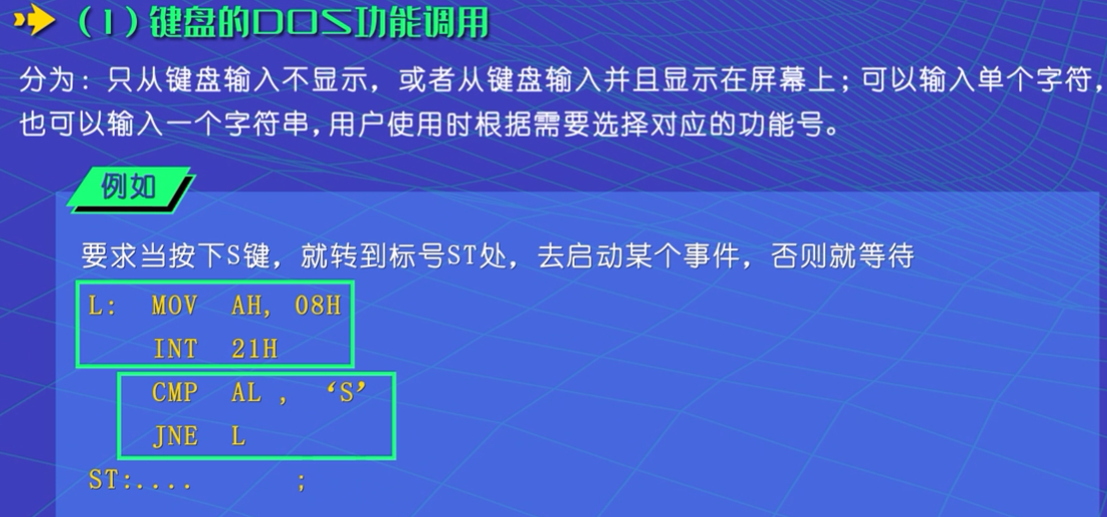 (1)键盘的DOS功能调用
分为：只从键盘输入不显示，或者从键盘输入并且显示在屏幕上；可以输入单个字符，
也可以输入一个字符串，用户使用时根据需要选择对应的功能号。
例如
要求当按下S键，就转到标号ST处，去启动某个事件，否则就等待
L: MOV AH, 08H
INT 21H
CMP AL , ‘S’
JNE L
ST:.... ;